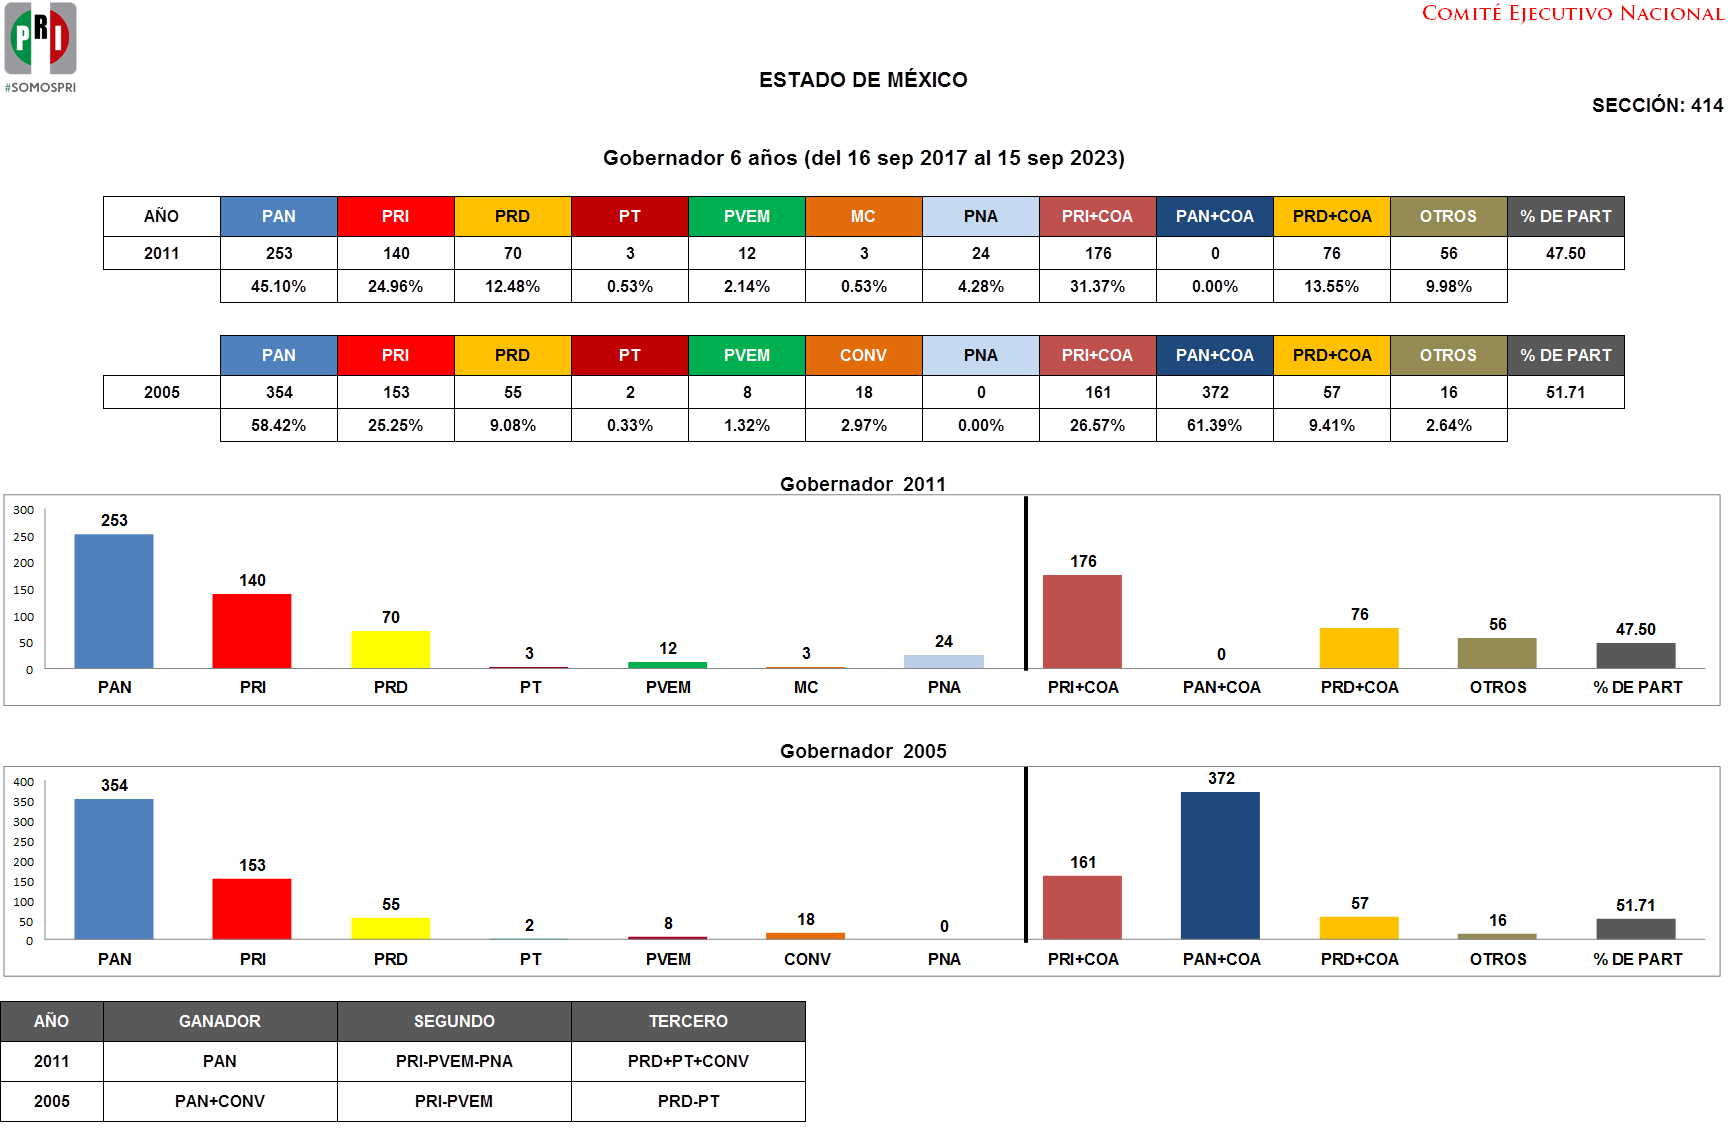 PRI
#SOMOSPRI
COMITÉ EJECUTIVO NACIONAL
ESTADO DE MÉXICO
SECCIÓN: 414
Gobernador 6 años (del 16 sep 2017 al 15 sep 2023)
AÑO PAN PRI PRD PT PVEM MC PNA PRI+COA PAN+COA PRD+COA OTROS % DE PART
2011 253 140 70 3 12 3 24 176 0 76 56 47.50
45.10% 24.96% 12.48% 0.53% 2.14% 0.53% 4.28% 31.37% 0.00% 13.55% 9.98%
PAN PRI PRD PT PVEM CONV PNA PRI+COA PAN+COA PRD+COA OTROS % DE PART
2005 354 153 55 2 8 18 0 161 372 57 16 51.71
58.42% 25.25% 9.08% 0.33% 1.32% 2.97% 0.00% 26.57% 61.39% 9.41% 2.64%
Gobernador 2011
300
250
200
150
100
50
0
253 140 70 3 12 3 24 176 0 76 56 47.50
PAN PRI PRD PT PVEM MC PNA PRI+COA PAN+COA PRD+COA OTROS % DE PART
Gobernador 2005
400
350
300
250
200
150
100
50
0
354 153 55 2 8 18 0 161 372 57 16 51.71
PAN PRI PRD PT PVEM CONV PNA PRI+COA PAN+COA PRD+COA OTROS % DE PART
AÑO GANADOR SEGUNDO TERCERO
2011 PAN PRI-PVEM-PNA PRD+PT+CONV
2005 PAN+CONV PRI-PVEM PRD-PT